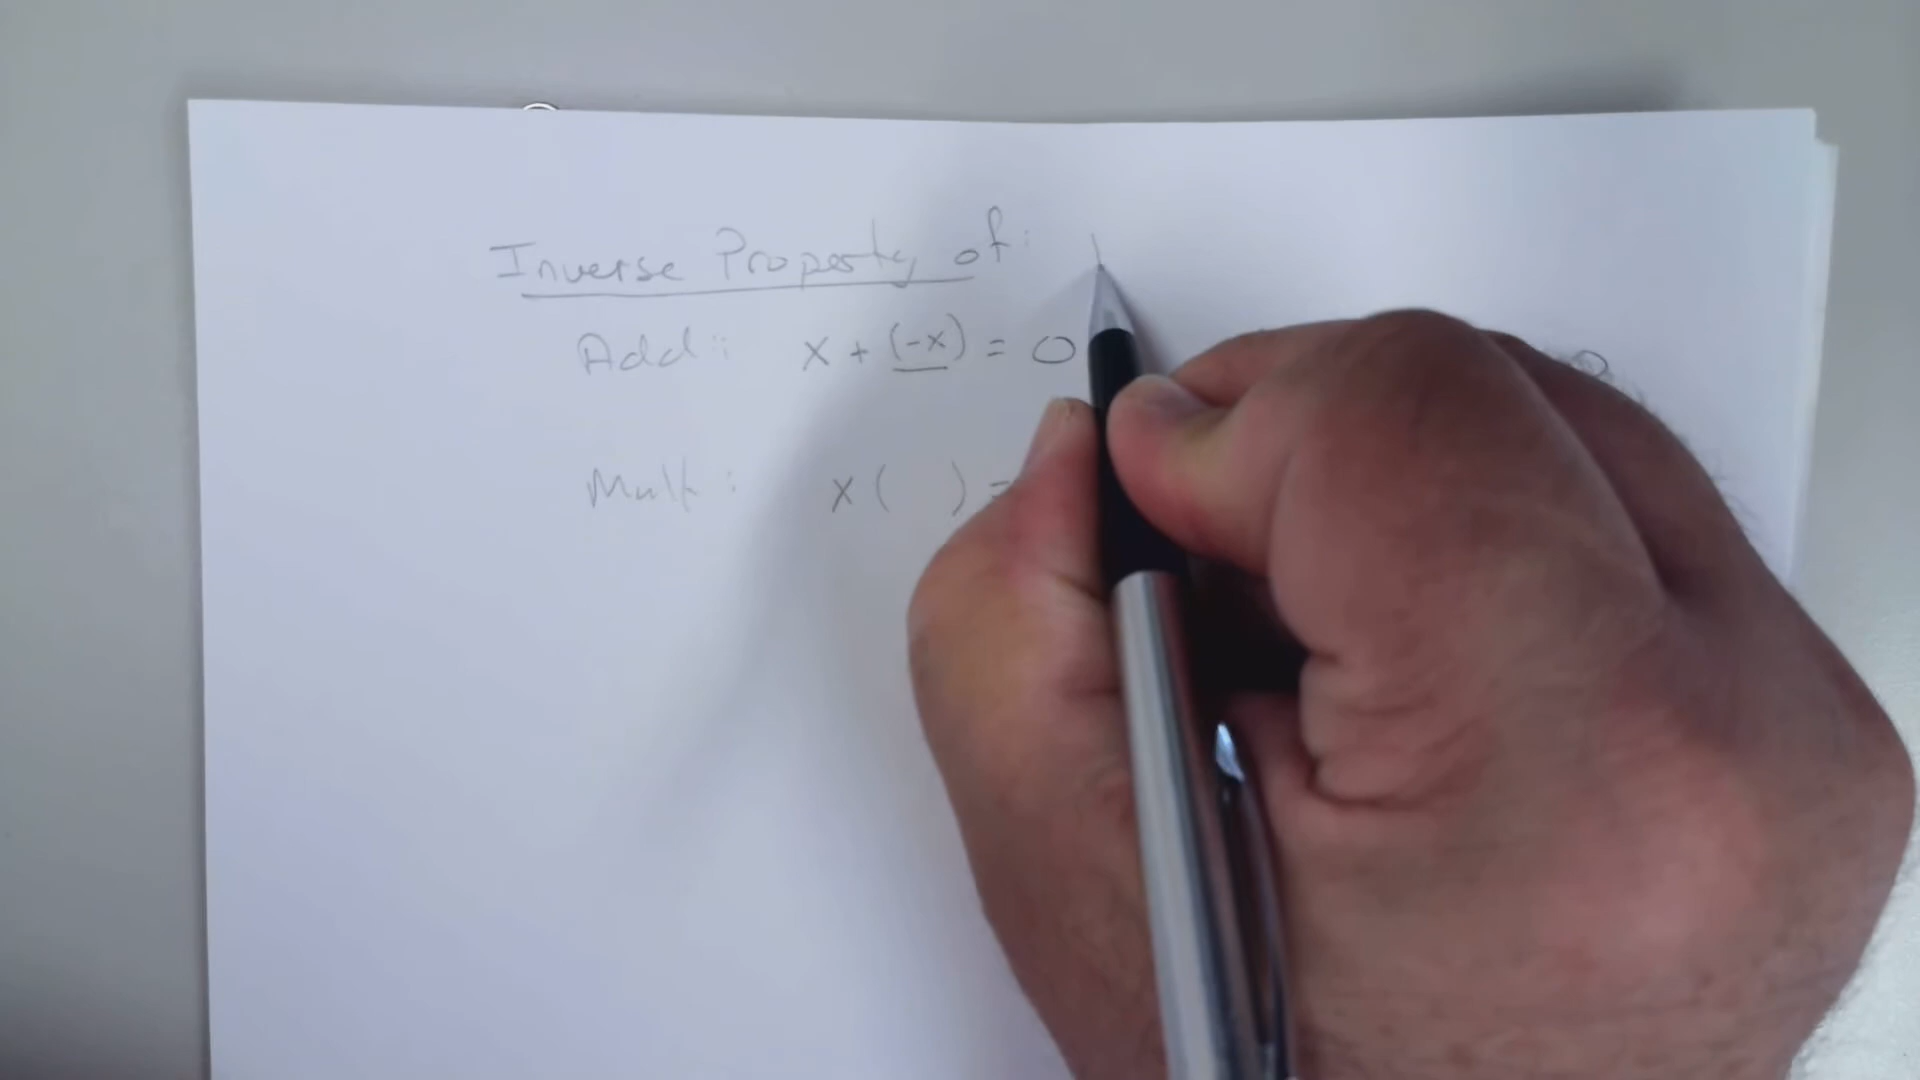 Inverse Property of:
Add: x + (-x) = 0
Mult: x ( ) =